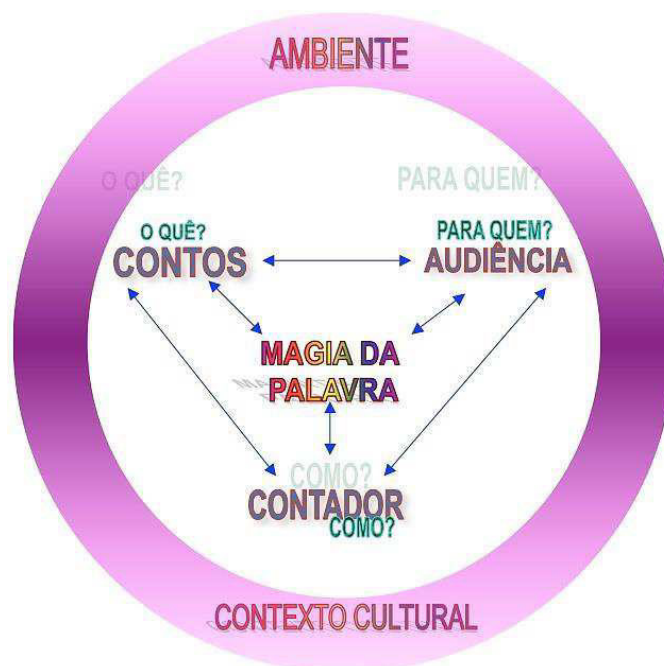 AMBIENTE
O QUÊ?
PARA QUEM?
O QUÊ?
CONTOS
PARA QUEM?
AUDIÊNCIA
MAGIA DA
PALAVRA
COMO?
CONTADOR
COMO?
CONTEXTO CULTURAL